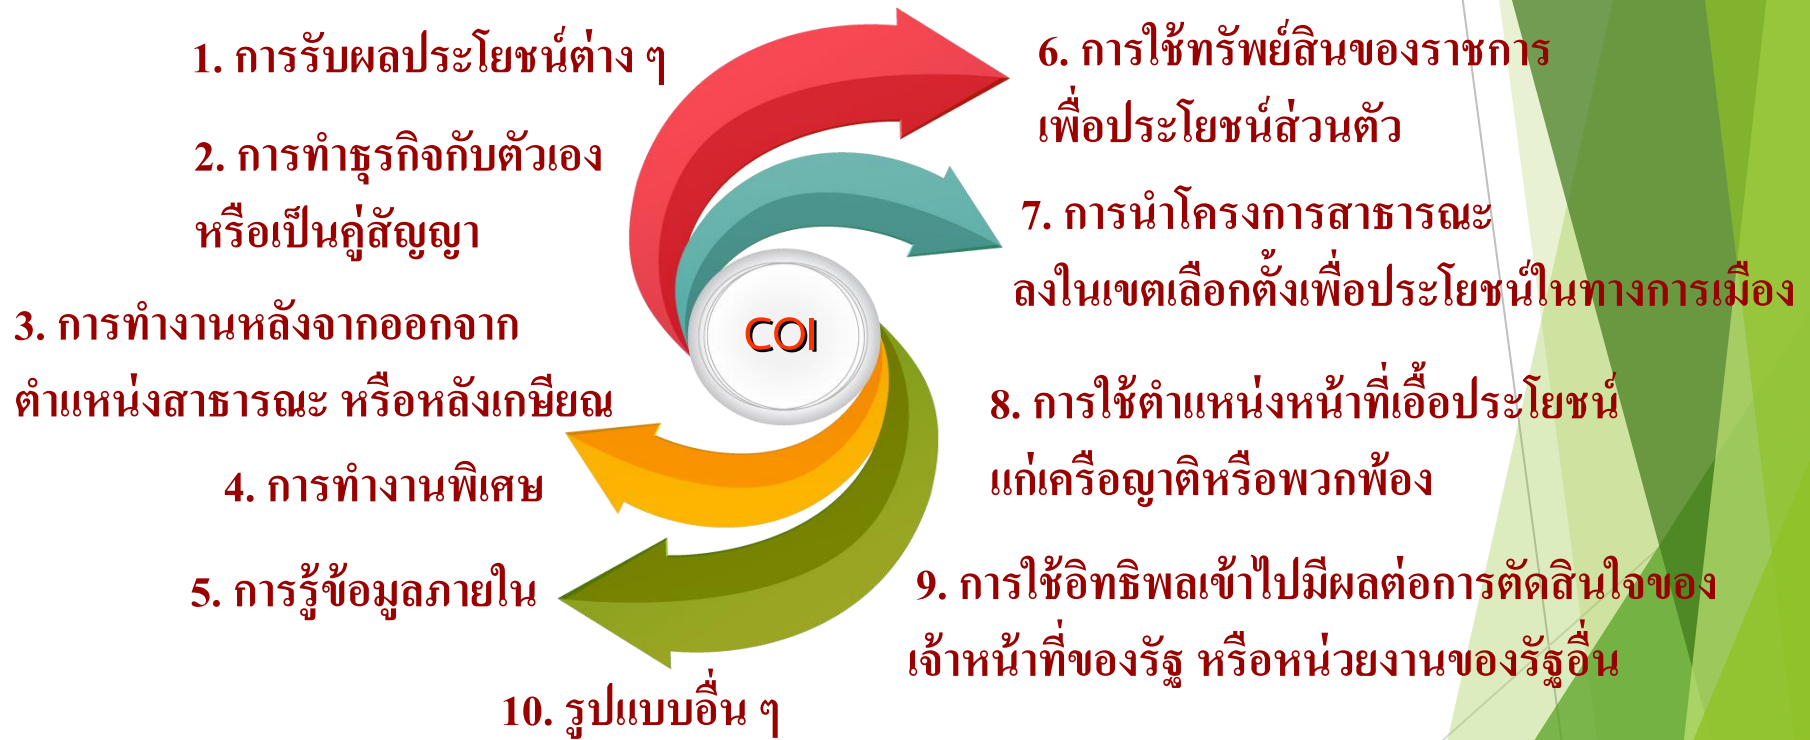 1. การรับผลประโยชน์ต่าง ๆ
2. การทำธุรกิจกับตัวเอง
หรือเป็นคู่สัญญา
3. การทำงานหลังจากออกจาก
ตำแหน่งสาธารณะ หรือหลังเกษียณ
4. การทำงานพิเศษ
5. การรู้ข้อมูลภายใน
COI
6. การใช้ทรัพย์สินของราชการ
เพื่อประโยชน์ส่วนตัว
7. การนำโครงการสาธารณะ
ลงในเขตเลือกตั้งเพื่อประโยชน์ในทางการเมือง
8. การใช้ตำแหน่งหน้าที่เอื้อประโยชน์
แก่เครือญาติหรือพวกพ้อง
9. การใช้อิทธิพลเข้าไปมีผลต่อการตัดสินใจของ
เจ้าหน้าที่ของรัฐ หรือหน่วยงานของรัฐอื่น
10. รูปแบบอื่น ๆ